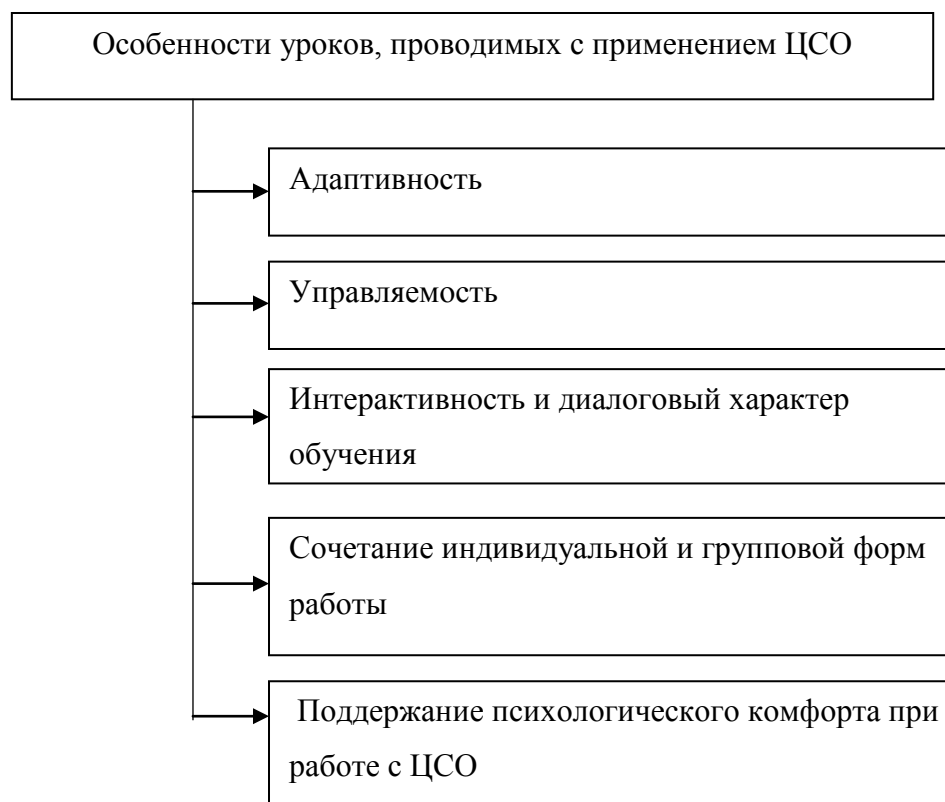 Особенности уроков, проводимых с применением ЦСО
Адаптивность
Управляемость
Интерактивность и диалоговый характер
обучения
Сочетание индивидуальной и групповой форм
работы
Поддержание психологического комфорта при
работе с ЦСО